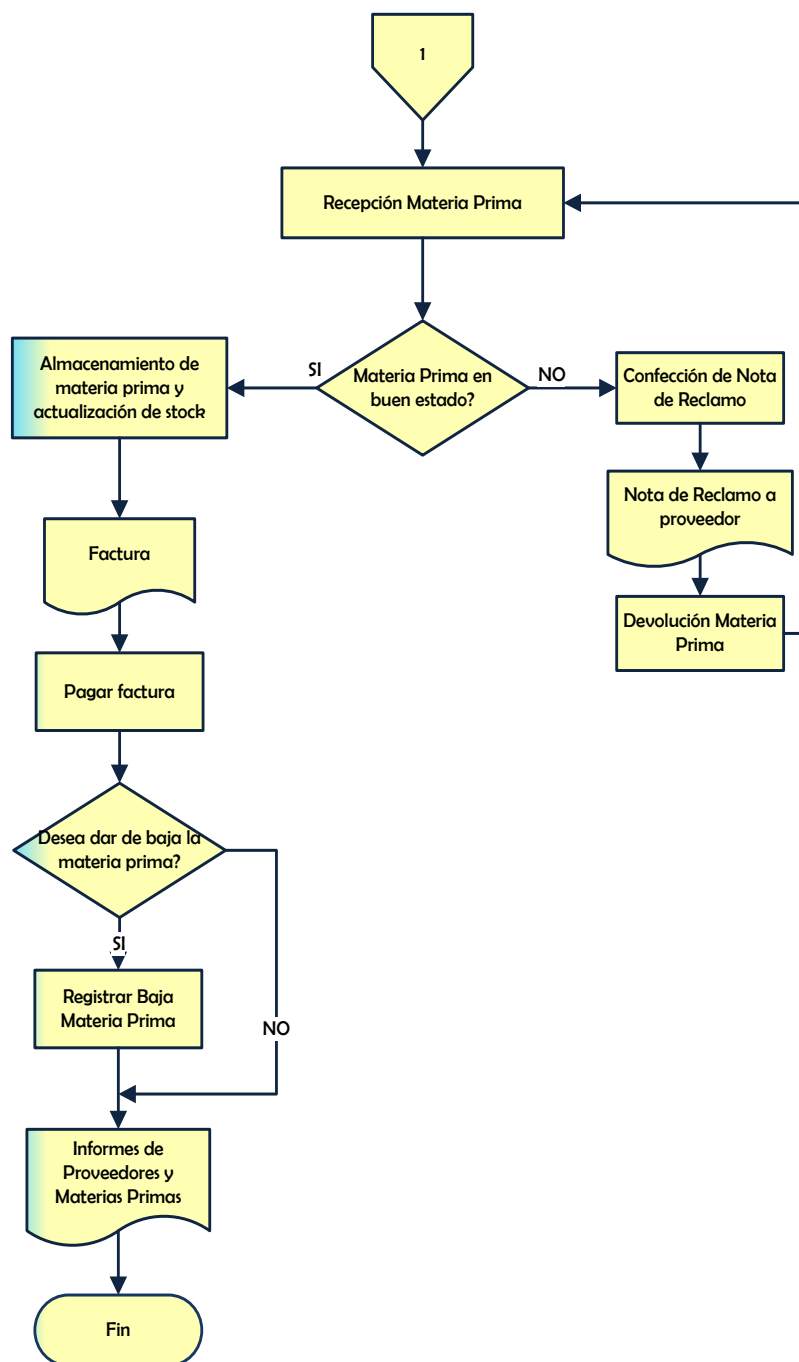 1
Recepción Materia Prima
Almacenamiento de
materia prima y
actualización de stock
SI
Materia Prima en
buen estado?
NO
Confección de Nota
de Reclamo
Nota de Reclamo a
proveedor
Devolución Materia
Prima
Factura
Pagar factura
Desea dar de baja la
materia prima?
SI
Registrar Baja
Materia Prima
NO
Informes de
Proveedores y
Materias Primas
Fin